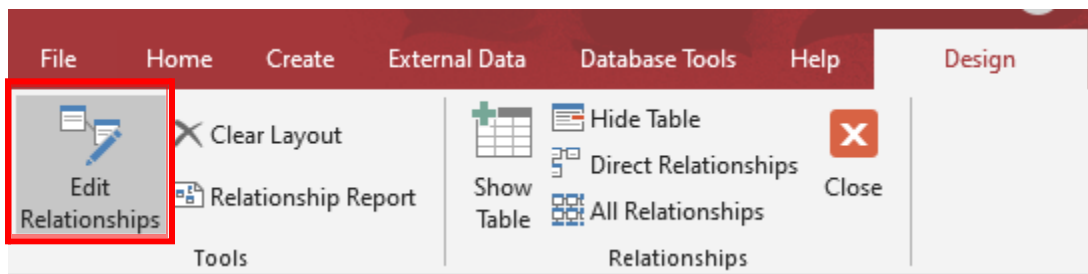 File Home Create External Data Database Tools Help Design
Edit
Relationships
Clear Layout
Relationship Report
Tools
Show
Table
Hide Table
Direct Relationships
All Relationships
Close
Relationships